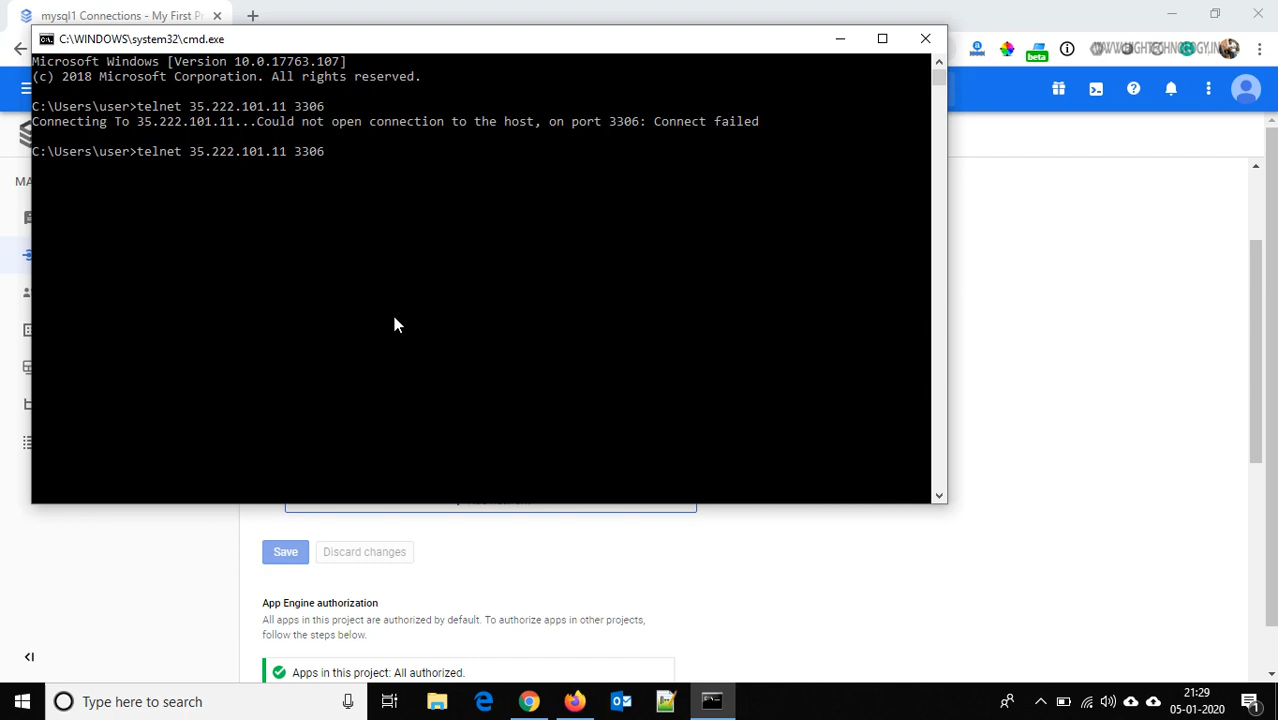 mysql1 Connections - My First Pr
C:\WINDOWS\system32\cmd.exe
Microsoft Windows [Version 10.0.17763.107]
(c) 2018 Microsoft Corporation. All rights reserved.
C:\Users\user>telnet 35.222.101.11 3306
Connecting To 35.222.101.11...Could not open connection to the host, on port 3306: Connect failed
C:\Users\user>telnet 35.222.101.11 3306
beta
MA
Save
Discard changes
App Engine authorization
All apps in this project are authorized by default. To authorize apps in other projects,
follow the steps below.
Apps in this project: All authorized.
Type here to search
21:29
05-01-2020
1